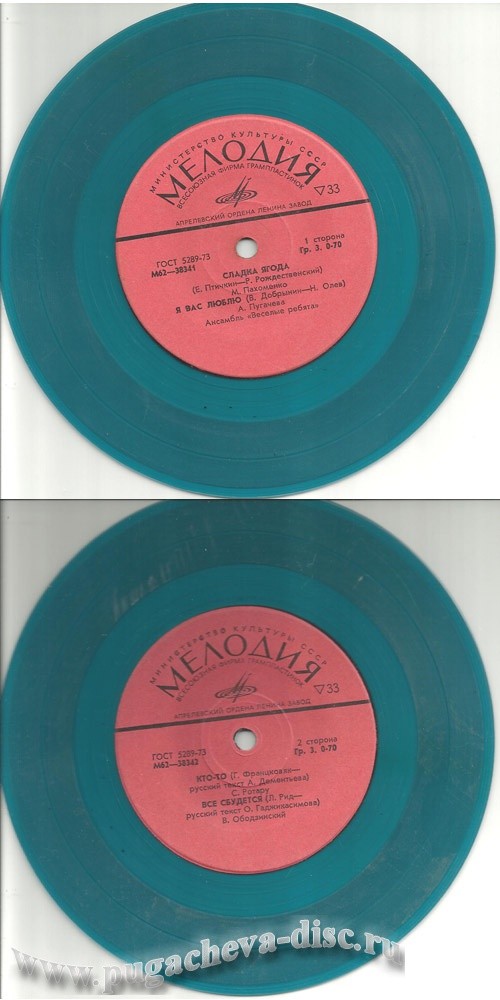 МИНИСТЕРСТВО КУЛЬТУРЫ СССР
МЕЛОДИЯ
ВСЕСОЮЗНАЯ ФИРМА ГРАМПЛАСТИНОК
▽33
АПРЕЛЕВСКИЙ ОРДЕНА ЛЕНИНА ЗАВОД
ГОСТ 5289-73
М62—38341
1 сторона
Гр. 3. 0-70
СЛАДКА ЯГОДА
(Е. Птичкин—Р. Рождественский)
М. Пахоменко
Я ВАС ЛЮБЛЮ (В. Добрынин—Н. Олев)
А. Пугачева
Ансамбль «Веселые ребята»
МИНИСТЕРСТВО КУЛЬТУРЫ СССР
МЕЛОДИЯ
ВСЕСОЮЗНАЯ ФИРМА ГРАМПЛАСТИНОК
▽33
АПРЕЛЕВСКИЙ ОРДЕНА ЛЕНИНА ЗАВОД
ГОСТ 5289-73
М62—38342
2 сторона
Гр. 3. 0-70
КТО-ТО (Г. Францковяк—
русский текст А. Дементьева)
С. Ротару
ВСЕ СБУДЕТСЯ (Л. Рид—
русский текст О. Гаджикасимова)
В. Ободзинский
www.pugacheva-disc.ru